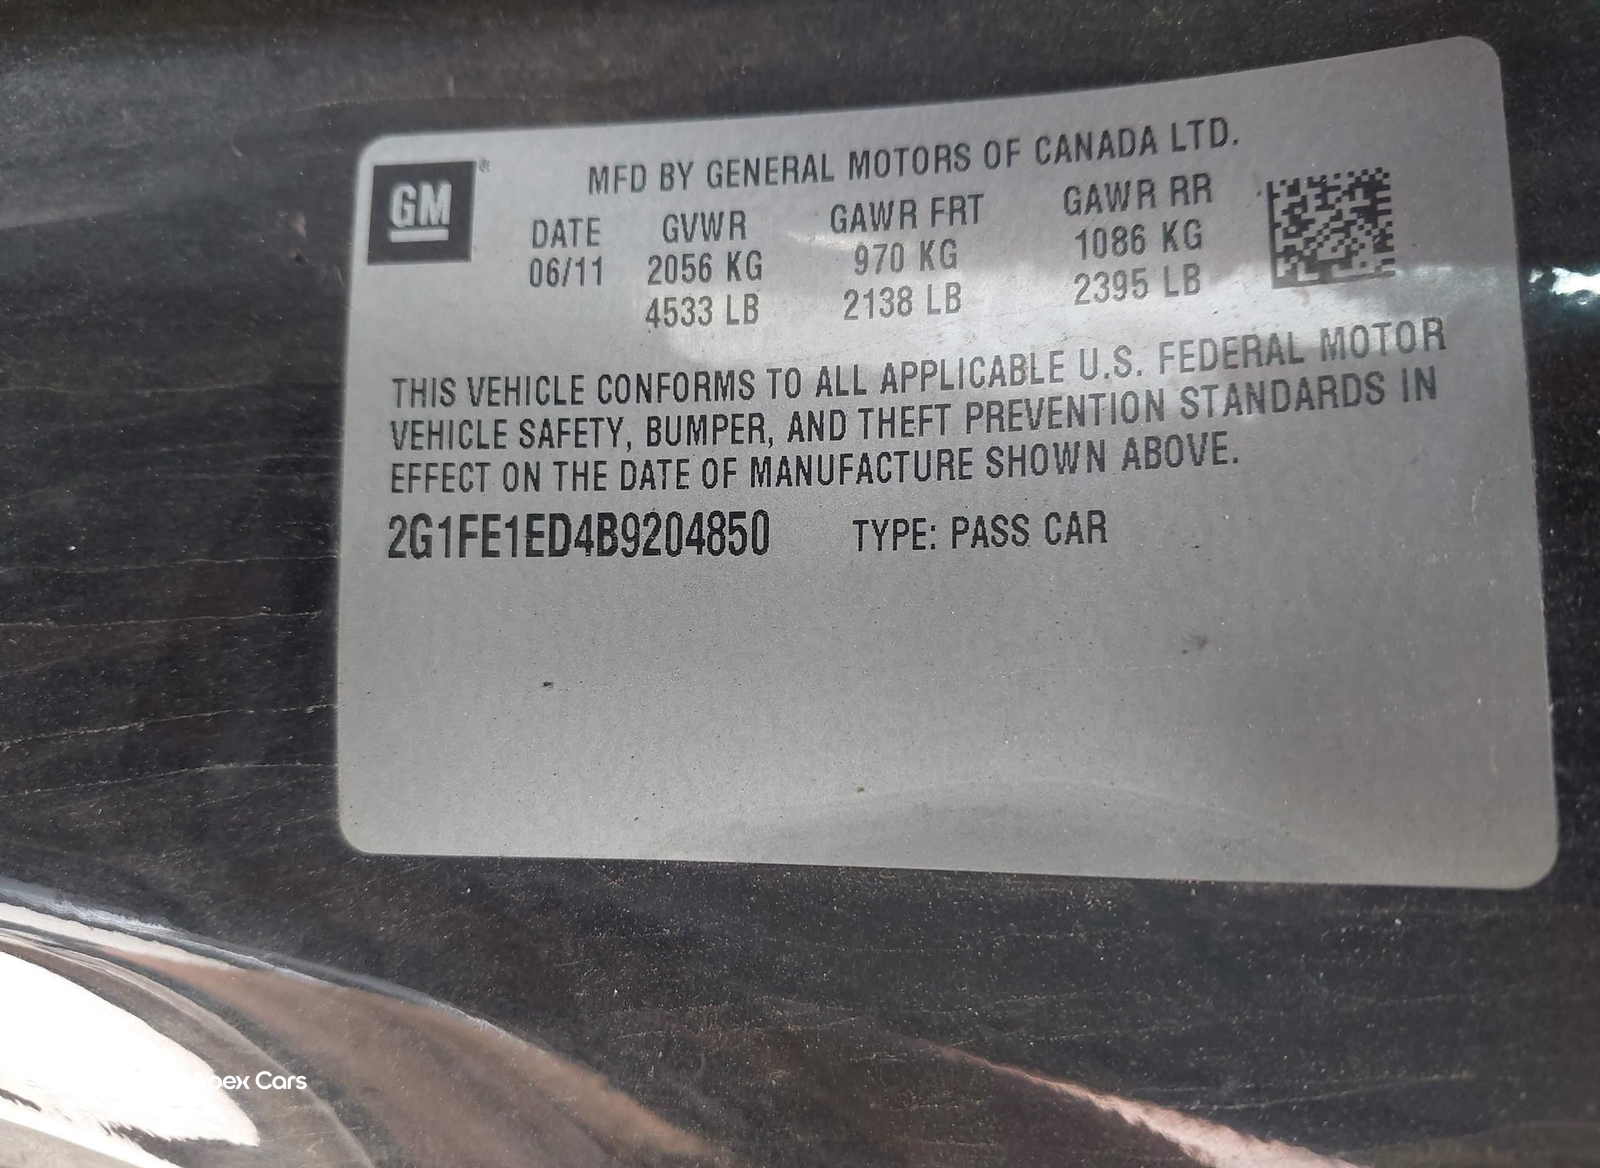 GM ®
MFD BY GENERAL MOTORS OF CANADA LTD.
DATE GVWR GAWR FRT GAWR RR
06/11 2056 KG 970 KG 1086 KG
4533 LB 2138 LB 2395 LB
THIS VEHICLE CONFORMS TO ALL APPLICABLE U.S. FEDERAL MOTOR
VEHICLE SAFETY, BUMPER, AND THEFT PREVENTION STANDARDS IN
EFFECT ON THE DATE OF MANUFACTURE SHOWN ABOVE.
2G1FE1ED4B9204850 TYPE: PASS CAR
Cars